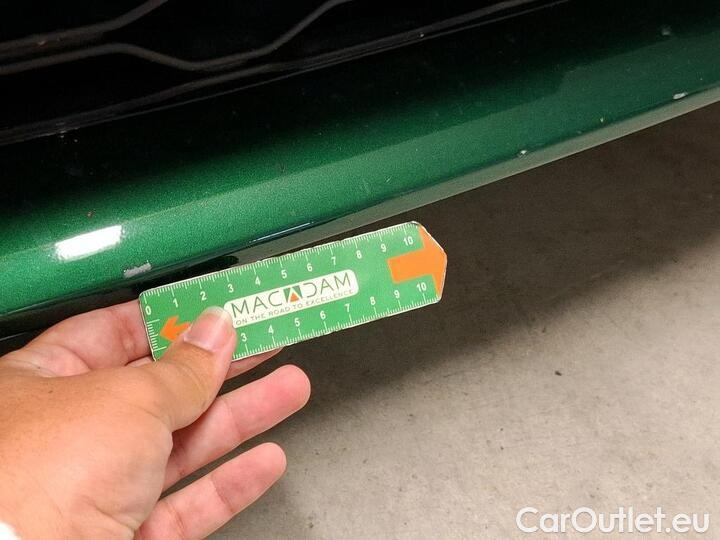 0 1 2 3 4 5 6 7 8 9 10
MACADAM
ON THE ROAD TO EXCELLENCE
3 4 5 6 7 8 9 10
CarOutlet.eu